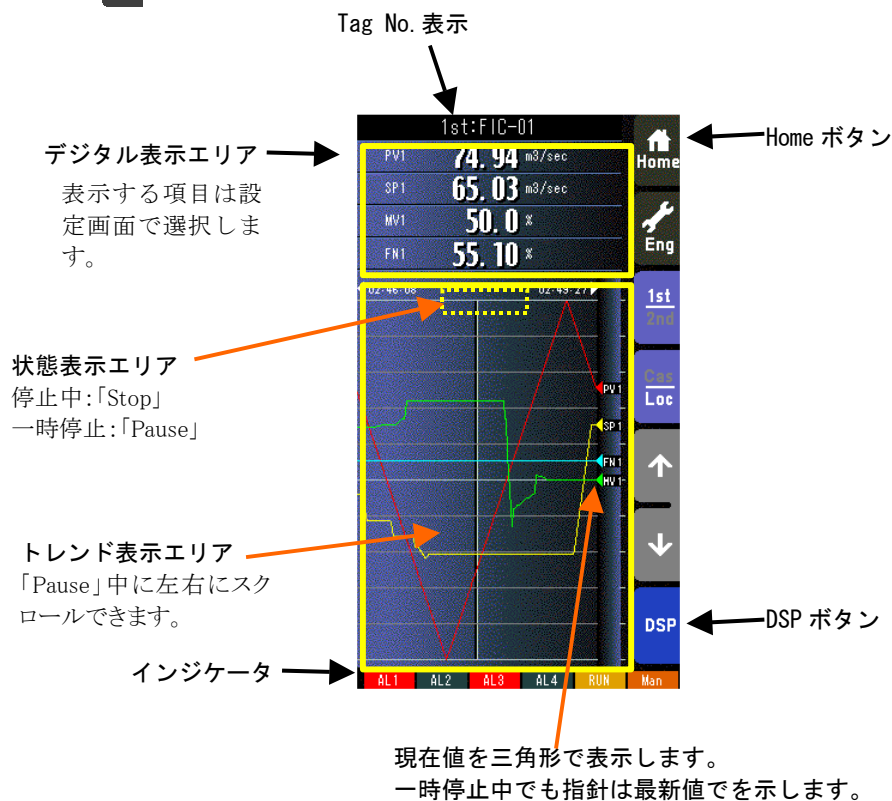 Tag No.表示
1st:FIC-01
Home ボタン
Home
デジタル表示エリア
表示する項目は設
定画面で選択しま
す。
PV1 74.94 m3/sec
SP1 65.03 m3/sec
MV1 50.0 %
FN1 55.10 %
Eng
02:46:08 02:49:27
1st
2nd
状態表示エリア
停止中:「Stop」
一時停止:「Pause」
Cas
Loc
PV1
SP1
FN1
MV1
トレンド表示エリア
「Pause」中に左右にスク
ロールできます。
DSP
DSP ボタン
インジケータ
AL1 AL2 AL3 AL4 RUN Man
現在値を三角形で表示します。
一時停止中でも指針は最新値でを示します。